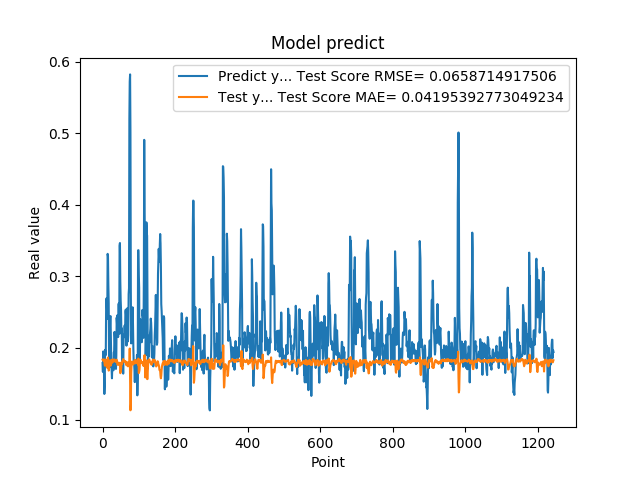 Model predict
Predict y... Test Score RMSE= 0.0658714917506
Test y... Test Score MAE= 0.04195392773049234
0.6
0.5
0.4
0.3
0.2
0.1
Real value
0 200 400 600 800 1000 1200
Point